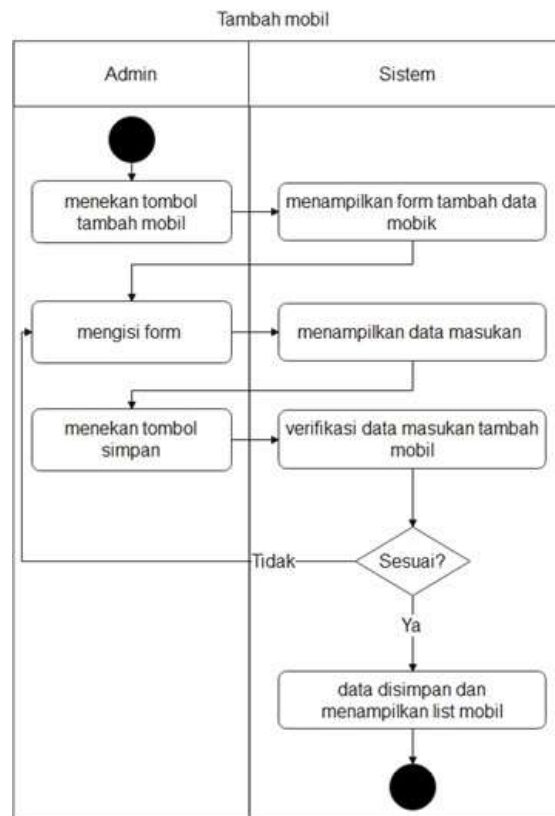 Tambah mobil
Admin
Sistem
menekan tombol
tambah mobil
menampilkan form tambah data
mobik
mengisi form
menampilkan data masukan
menekan tombol
simpan
verifikasi data masukan tambah
mobil
Sesuai?
Tidak
Ya
data disimpan dan
menampilkan list mobil